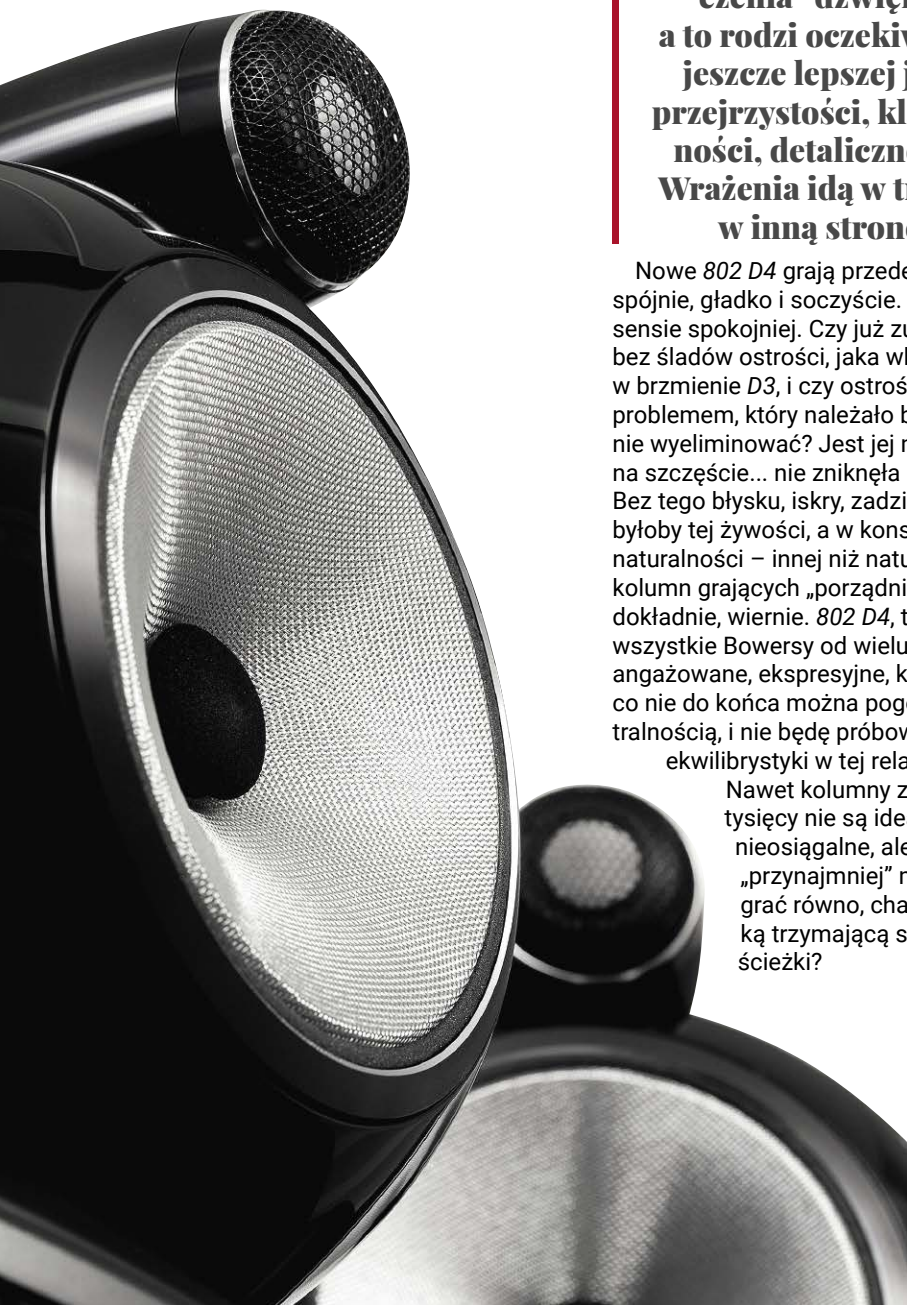 czenia” dźwięk
a to rodzi oczekiw
jeszcze lepszej j
przejrzystości, kl
ności, detaliczn
Wrażenia idą w tr
w inną stron
Nowe 802 D4 grają przede
spójnie, gładko i soczyście.
sensie spokojniej. Czy już zu
bez śladów ostrości, jaka wk
w brzmienie D3, i czy ostroś
problemem, który należało b
nie wyeliminować? Jest jej m
na szczęście... nie zniknęła
Bez tego błysku, iskry, zadzi
byłoby tej żywości, a w kons
naturalności – innej niż natu
kolumn grających „porządni
dokładnie, wiernie. 802 D4, t
wszystkie Bowersy od wielu
angażowane, ekspresyjne, k
co nie do końca można pogo
tralnością, i nie będę próbow
ekwilibrystyki w tej rela
Nawet kolumny z
tysięcy nie są idea
nieosiągalne, ale
„przynajmniej” n
grać równo, cha
ką trzymającą s
ścieżki?